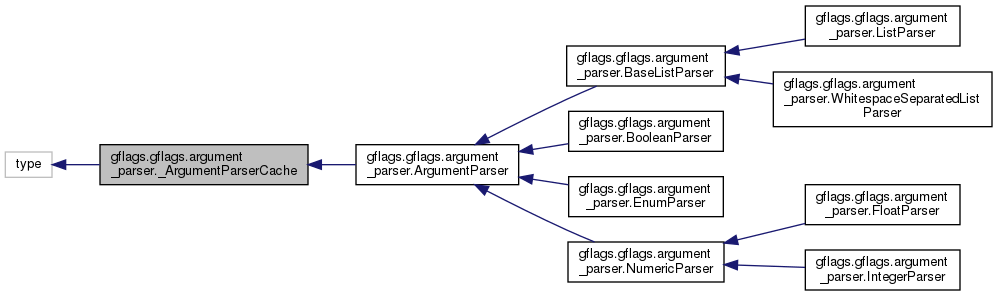 type
gflags.gflags.argument
_parser._ArgumentParserCache
gflags.gflags.argument
_parser.ArgumentParser
gflags.gflags.argument
_parser.BaseListParser
gflags.gflags.argument
_parser.BooleanParser
gflags.gflags.argument
_parser.EnumParser
gflags.gflags.argument
_parser.NumericParser
gflags.gflags.argument
_parser.ListParser
gflags.gflags.argument
_parser.WhitespaceSeparatedList
Parser
gflags.gflags.argument
_parser.FloatParser
gflags.gflags.argument
_parser.IntegerParser